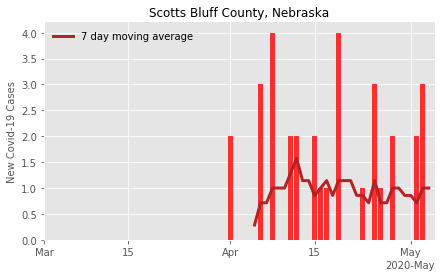 Scotts Bluff County, Nebraska
7 day moving average
New Covid-19 Cases
4.0
3.5
3.0
2.5
2.0
1.5
1.0
0.5
0.0
Mar
15
Apr
15
May
2020-May